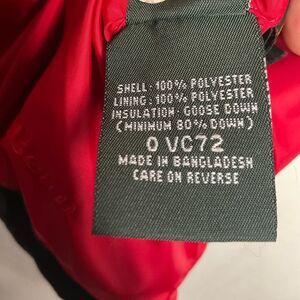 SHELL : 100% POLYESTER
LINING : 100% POLYESTER
INSULATION : GOOSE DOWN
(MINIMUM 80% DOWN)
0 VC72
MADE IN BANGLADESH
CARE ON REVERSE